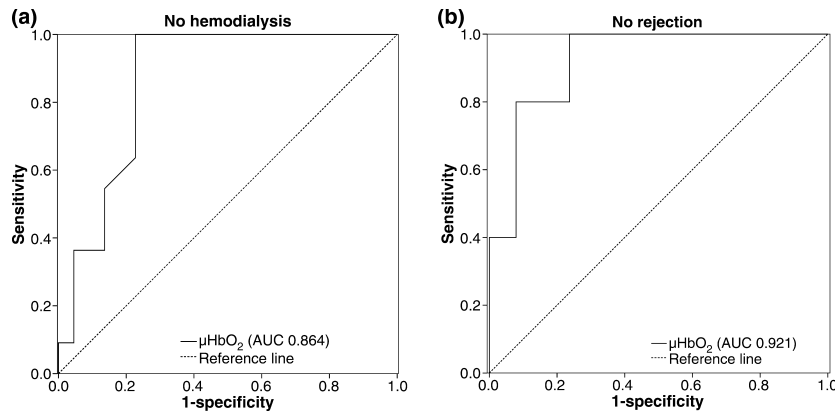 (a)
No hemodialysis
1.0
0.8
0.6
0.4
0.2
0.0
Sensitivity
μHbO2 (AUC 0.864)
Reference line
0.0 0.2 0.4 0.6 0.8 1.0
1-specificity
(b)
No rejection
1.0
0.8
0.6
0.4
0.2
0.0
Sensitivity
μHbO2 (AUC 0.921)
Reference line
0.0 0.2 0.4 0.6 0.8 1.0
1-specificity